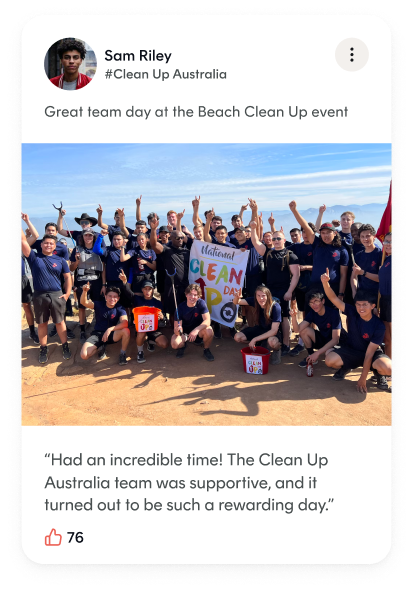 Sam Riley
#Clean Up Australia
Great team day at the Beach Clean Up event
National
CLEAN
UP
DAY
“Had an incredible time! The Clean Up
Australia team was supportive, and it
turned out to be such a rewarding day.”
76